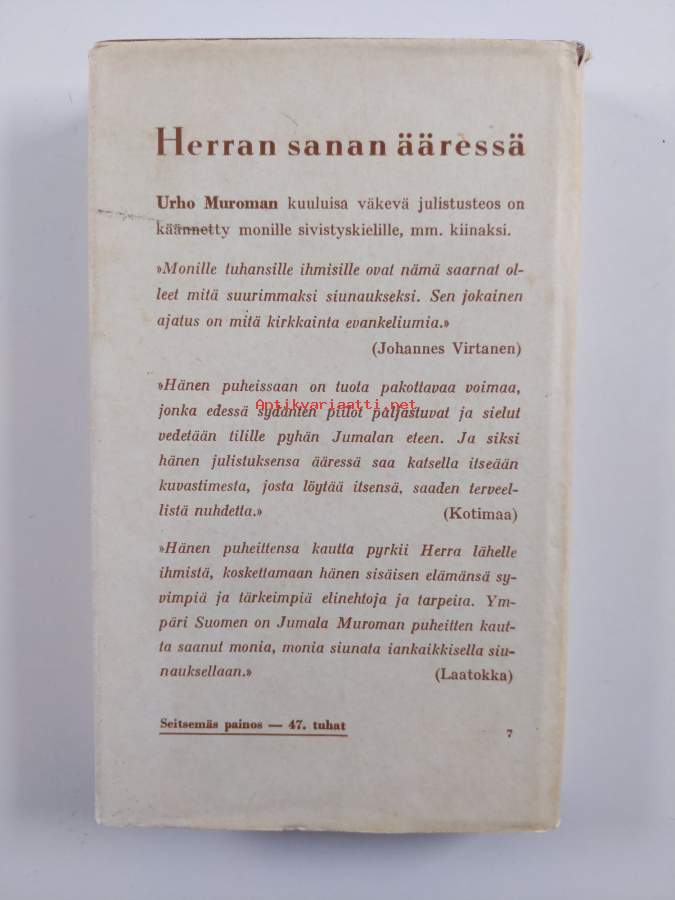 Herran sanan ääressä
Urho Muroman kuuluisa väkevä julistusteos on
käännetty monille sivistyskielille, mm. kiinaksi.
»Monille tuhansille ihmisille ovat nämä saarnat ol-
leet mitä suurimmaksi siunaukseksi. Sen jokainen
ajatus on mitä kirkkainta evankeliumia.»
(Johannes Virtanen)
»Hänen puheissaan on tuota pakottavaa voimaa,
Antikvariaatti.net
jonka edessä sydänten piilot paljastuvat ja sielut
vedetään tilille pyhän Jumalan eteen. Ja siksi
hänen julistuksensa ääressä saa katsella itseään
kuvastimesta, josta löytää itsensä, saaden terveel-
listä nuhdetta.» (Kotimaa)
»Hänen puheittensa kautta pyrkii Herra lähelle
ihmistä, koskettamaan hänen sisäisen elämänsä sy-
vimpiä ja tärkeimpiä elinehtoja ja tarpeita. Ym-
päri Suomen on Jumala Muroman puheitten kaut-
ta saanut monia, monia siunata iankaikkisella siu-
nauksellaan.» (Laatokka)
Seitsemäs painos — 47. tuhat 7